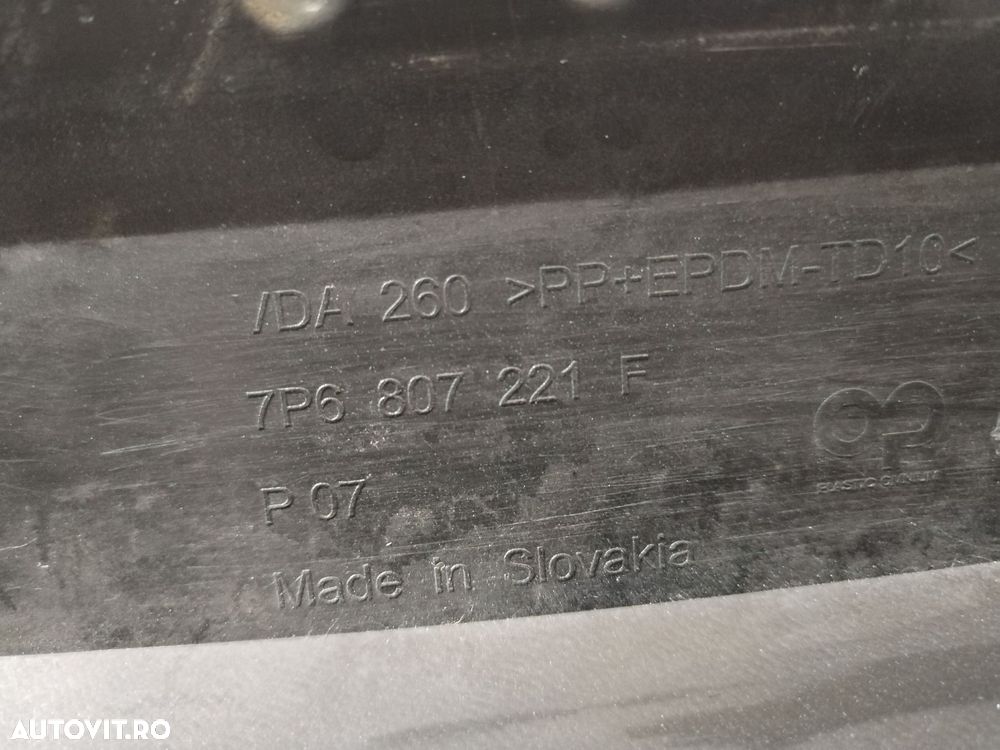 VDA 260 >PP+EPDM-TD10<
7P6 807 221 F
P 07
Made in Slovakia
AUTOVIT.RO